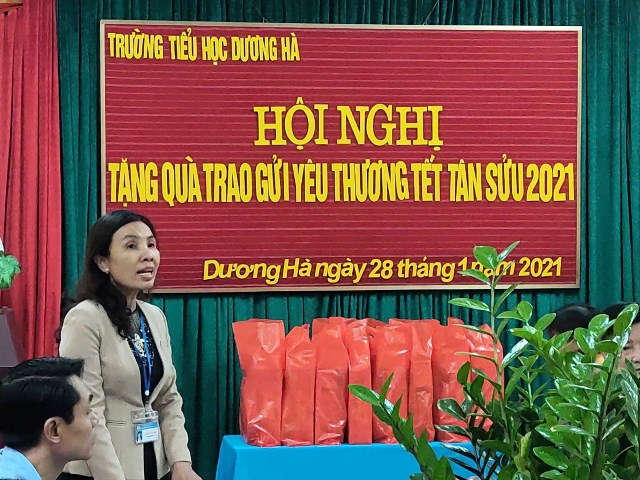 TRƯỜNG TIỂU HỌC DƯƠNG HÀ
HỘI NGHỊ
TẶNG QUÀ TRAO GỬI YÊU THƯƠNG TẾT TÂN SỬU 2021
Dương Hà ngày 28 tháng 1 năm 2021